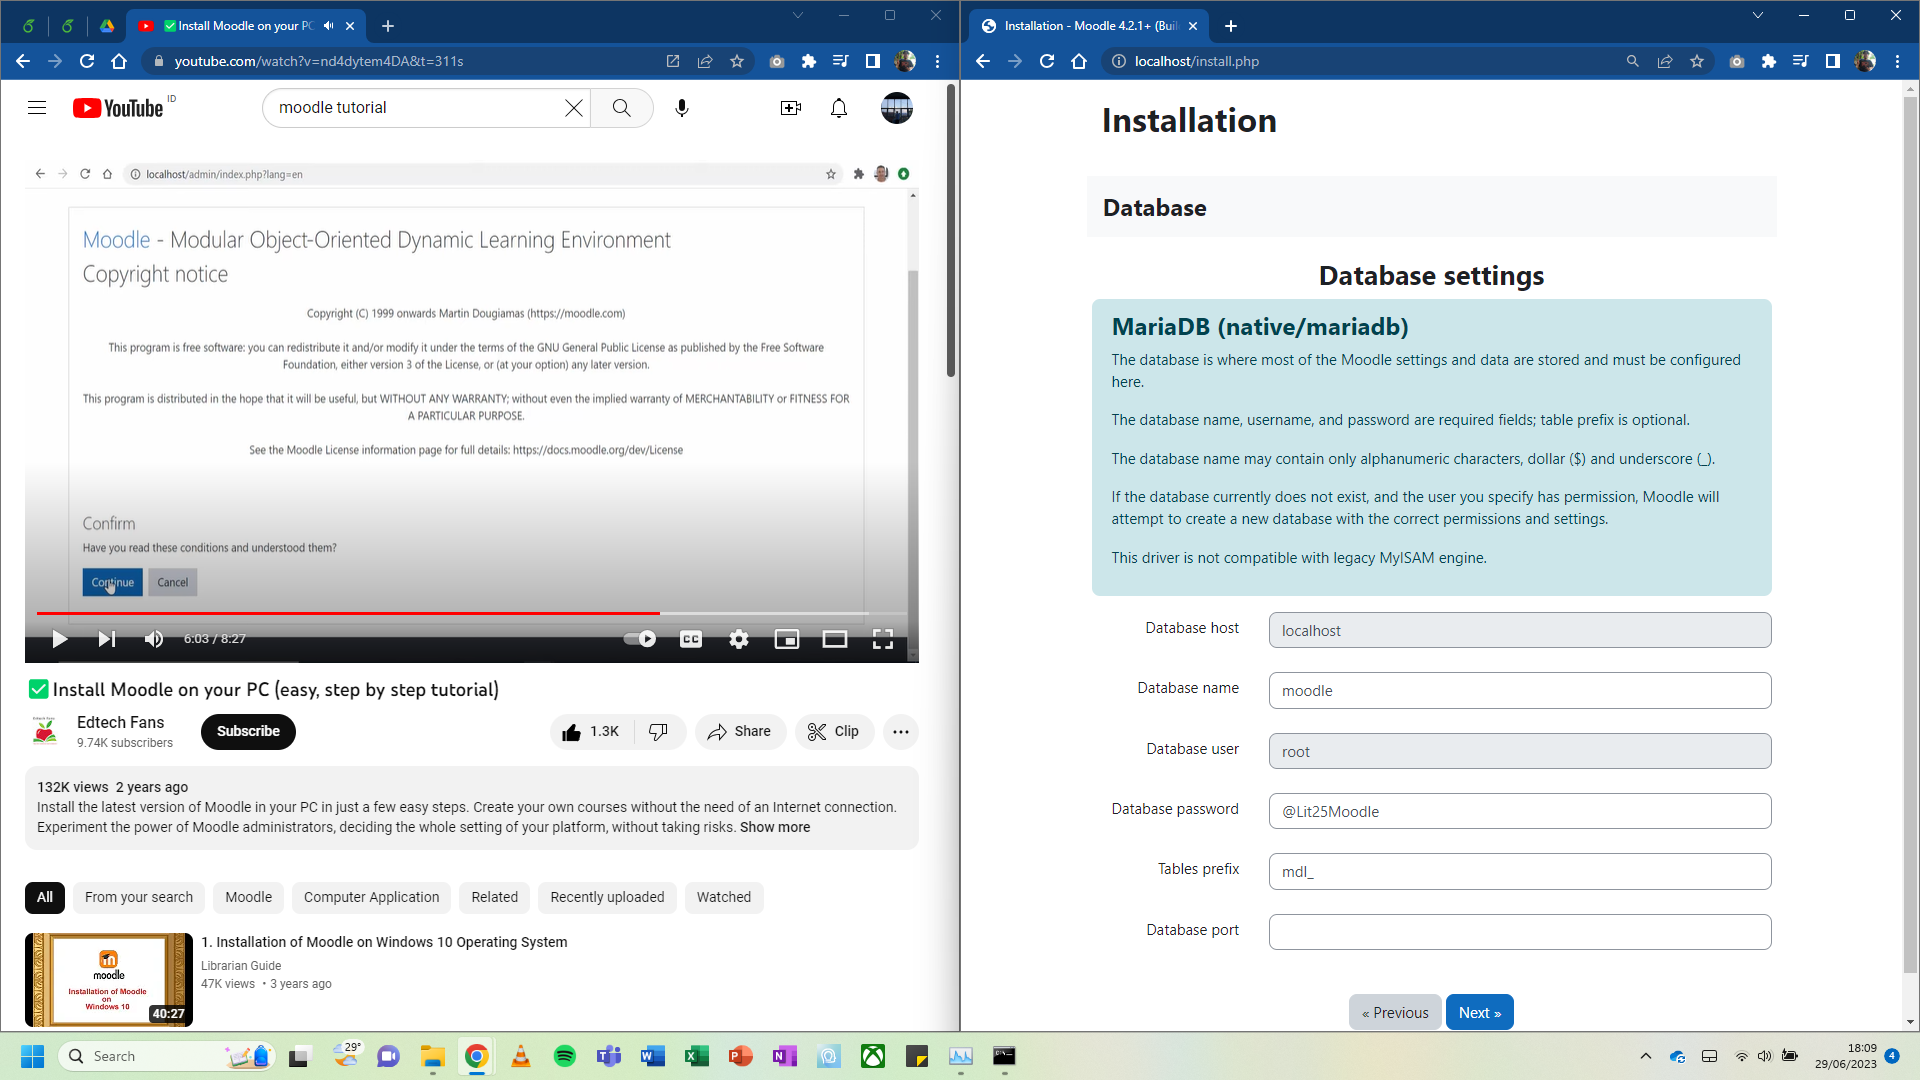 Install Moodle on your PC
youtube.com/watch?v=nd4dytem4DA&t=311s
YouTube ID
moodle tutorial
localhost/admin/index.php?lang=en
Moodle - Modular Object-Oriented Dynamic Learning Environment
Copyright notice
Copyright (C) 1999 onwards Martin Dougiamas (https://moodle.com)
This program is free software: you can redistribute it and/or modify it under the terms of the GNU General Public License as published by the Free Software
Foundation, either version 3 of the License, or (at your option) any later version.
This program is distributed in the hope that it will be useful, but WITHOUT ANY WARRANTY; without even the implied warranty of MERCHANTABILITY or FITNESS FOR
A PARTICULAR PURPOSE.
See the Moodle License information page for full details: https://docs.moodle.org/dev/License
Confirm
Have you read these conditions and understood them?
Continue
Cancel
6:03 / 8:27
CC
Install Moodle on your PC (easy, step by step tutorial)
Edtech Fans
9.74K subscribers
Subscribe
1.3K
Share
Clip
132K views 2 years ago
Install the latest version of Moodle in your PC in just a few easy steps. Create your own courses without the need of an Internet connection.
Experiment the power of Moodle administrators, deciding the whole setting of your platform, without taking risks. Show more
All
From your search
Moodle
Computer Application
Related
Recently uploaded
Watched
moodle
Installation of Moodle
on
Windows 10
40:27
1. Installation of Moodle on Windows 10 Operating System
Librarian Guide
47K views • 3 years ago
Installation - Moodle 4.2.1+ (Buil
localhost/install.php
Installation
Database
Database settings
MariaDB (native/mariadb)
The database is where most of the Moodle settings and data are stored and must be configured
here.
The database name, username, and password are required fields; table prefix is optional.
The database name may contain only alphanumeric characters, dollar ($) and underscore (_).
If the database currently does not exist, and the user you specify has permission, Moodle will
attempt to create a new database with the correct permissions and settings.
This driver is not compatible with legacy MyISAM engine.
Database host
localhost
Database name
moodle
Database user
root
Database password
@Lit25Moodle
Tables prefix
mdl_
Database port
« Previous
Next »
Search
29°
18:09
29/06/2023
4